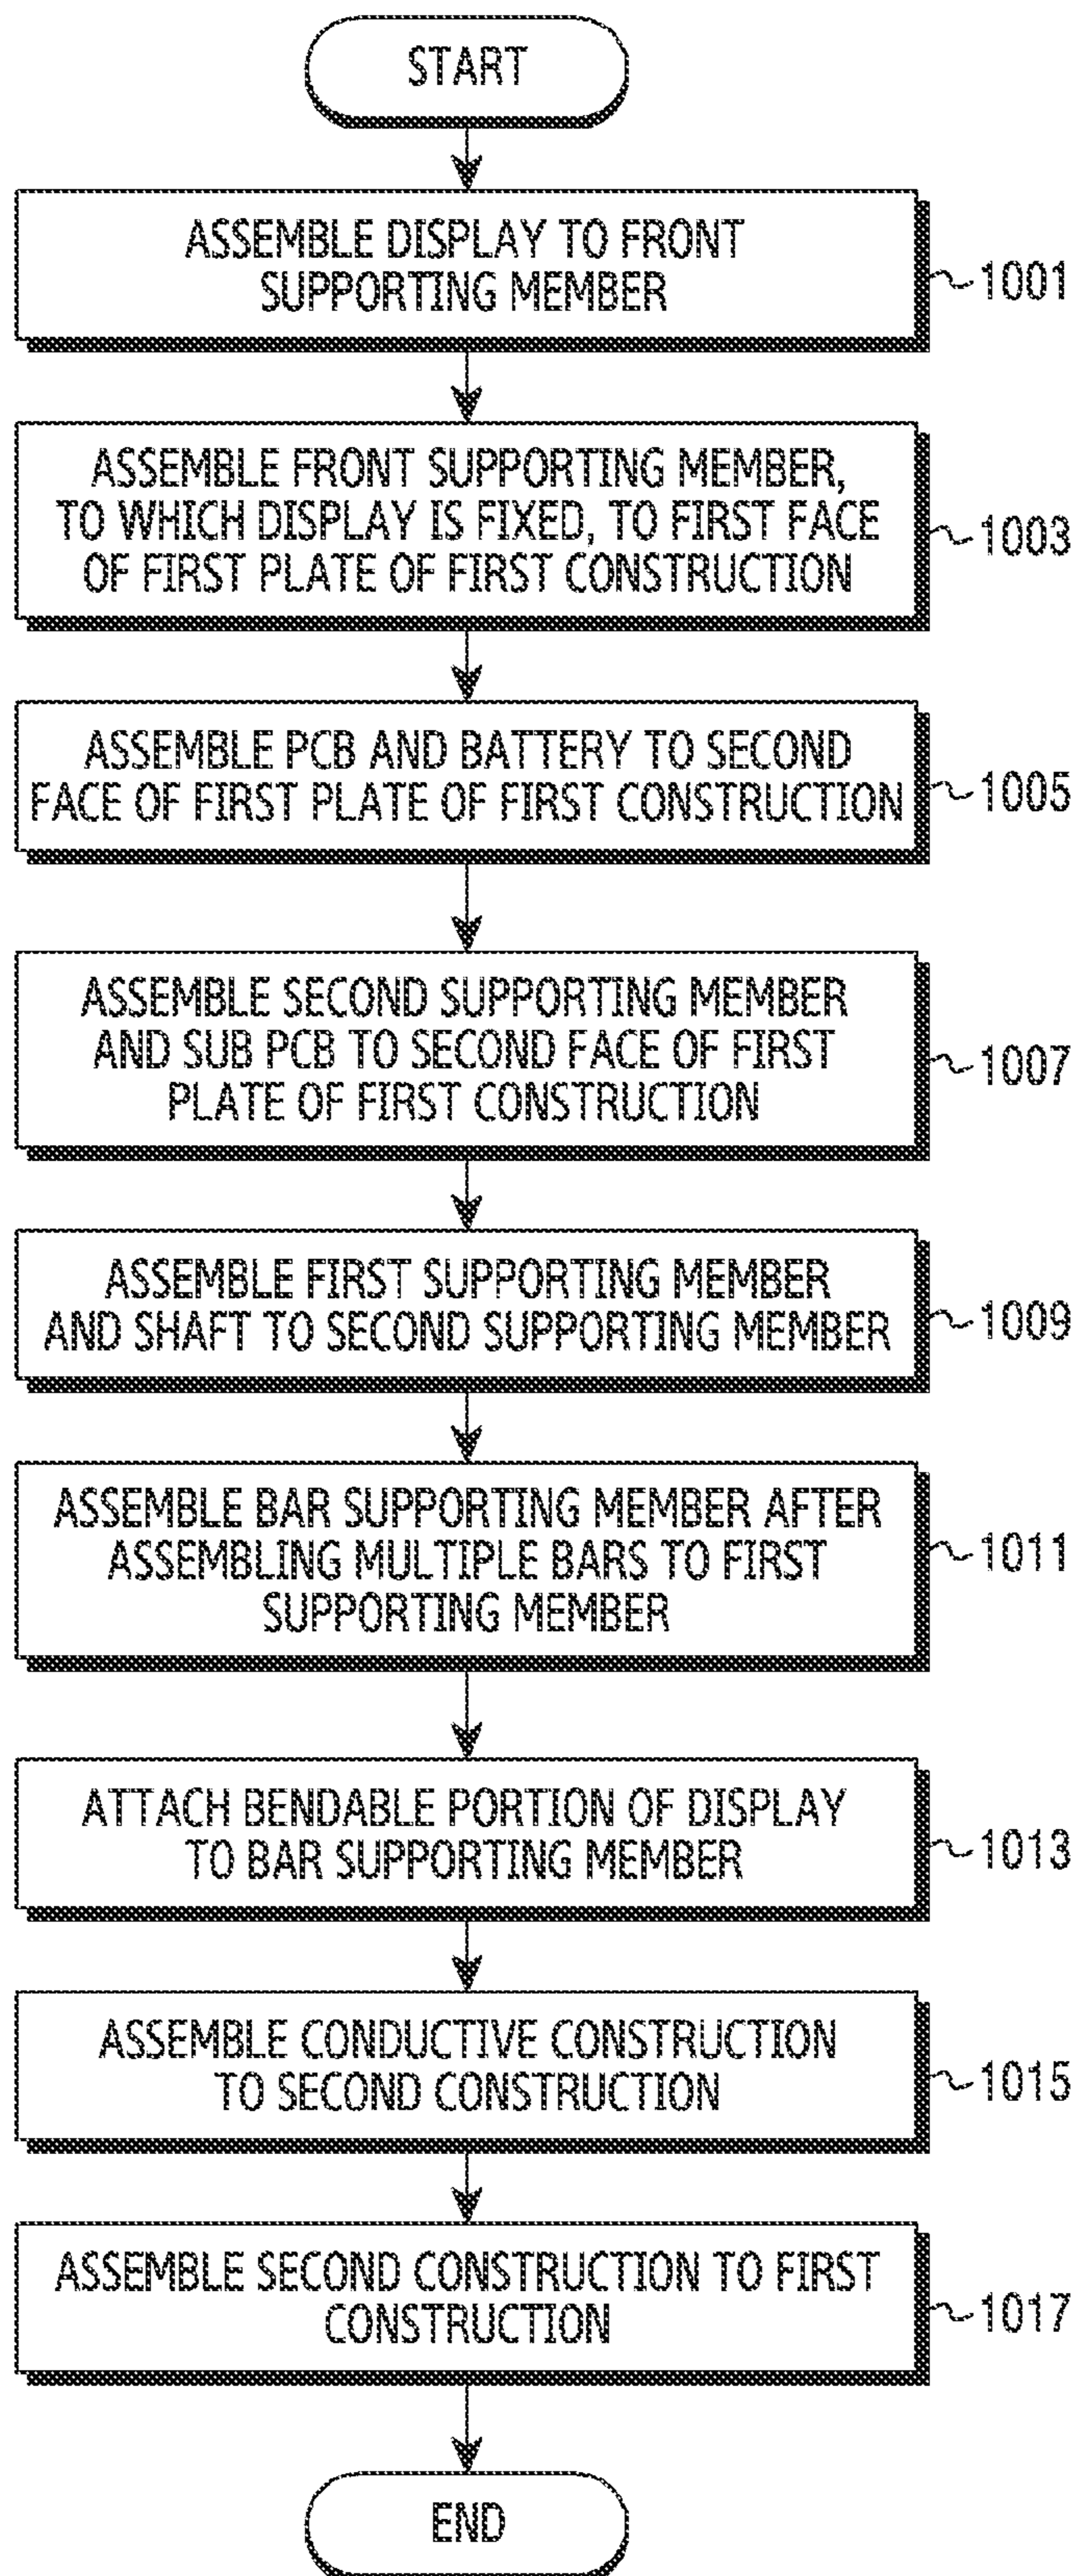 START
ASSEMBLE DISPLAY TO FRONT
SUPPORTING MEMBER
1001
ASSEMBLE FRONT SUPPORTING MEMBER,
TO WHICH DISPLAY IS FIXED, TO FIRST FACE
OF FIRST PLATE OF FIRST CONSTRUCTION
1003
ASSEMBLE PCB AND BATTERY TO SECOND
FACE OF FIRST PLATE OF FIRST CONSTRUCTION
1005
ASSEMBLE SECOND SUPPORTING MEMBER
AND SUB PCB TO SECOND FACE OF FIRST
PLATE OF FIRST CONSTRUCTION
1007
ASSEMBLE FIRST SUPPORTING MEMBER
AND SHAFT TO SECOND SUPPORTING MEMBER
1009
ASSEMBLE BAR SUPPORTING MEMBER AFTER
ASSEMBLING MULTIPLE BARS TO FIRST
SUPPORTING MEMBER
1011
ATTACH BENDABLE PORTION OF DISPLAY
TO BAR SUPPORTING MEMBER
1013
ASSEMBLE CONDUCTIVE CONSTRUCTION
TO SECOND CONSTRUCTION
1015
ASSEMBLE SECOND CONSTRUCTION TO FIRST
CONSTRUCTION
1017
END